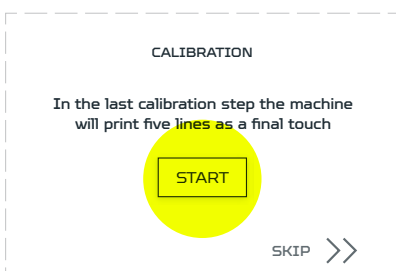 CALIBRATION
In the last calibration step the machine
will print five lines as a final touch
START
SKIP